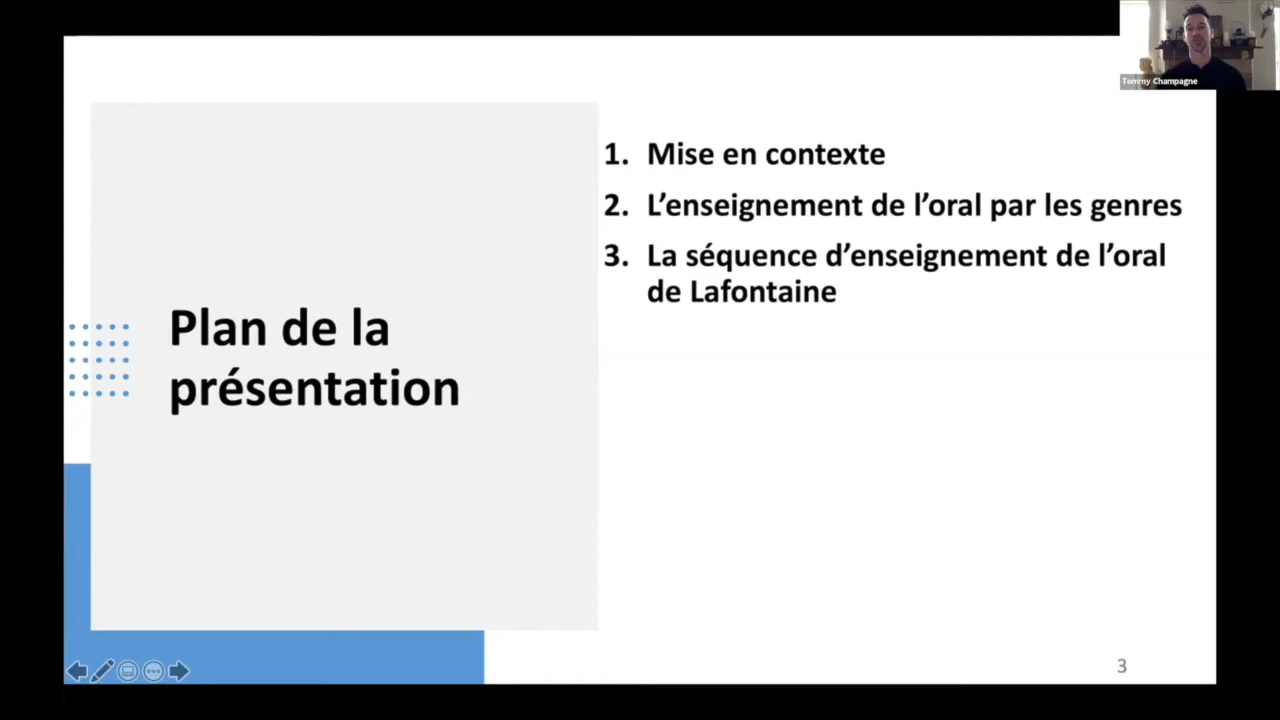 Tommy Champagne
Plan de la
présentation
1. Mise en contexte
2. L’enseignement de l’oral par les genres
3. La séquence d’enseignement de l’oral
de Lafontaine
3